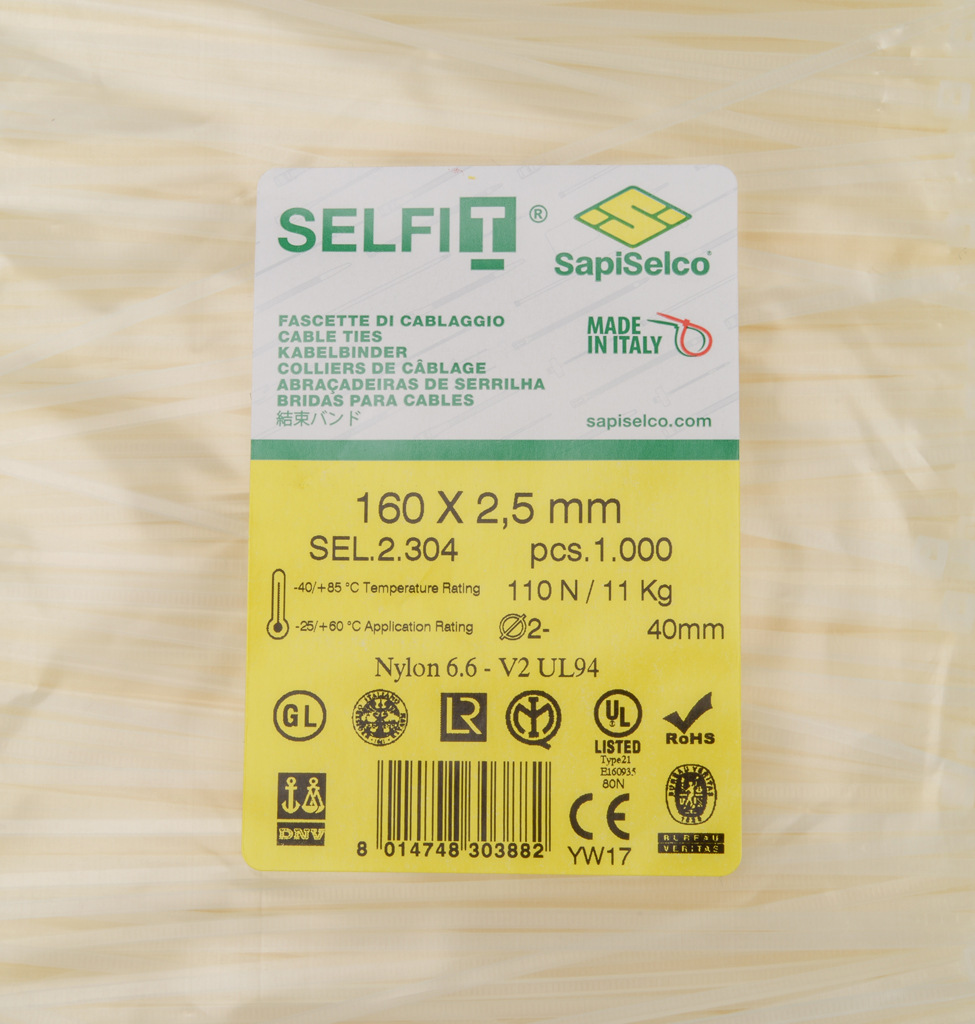 SELFIT®
SapiSelco®
FASCETTE DI CABLAGGIO
CABLE TIES
KABELBINDER
COLLIERS DE CÂBLAGE
ABRAÇADEIRAS DE SERRILHA
BRIDAS PARA CABLES
結束バンド
MADE
IN ITALY
sapiselco.com
160 X 2,5 mm
SEL.2.304 pcs.1.000
-40/+85 °C Temperature Rating 110 N / 11 Kg
-25/+60 °C Application Rating Ø2- 40mm
Nylon 6.6 - V2 UL94
GL
LR
UL
LISTED
Type21
80N
RoHS
DNV
8 014748 303882
CE
YW17
BUREAU VERITAS
1828
BUREAU
VERITAS